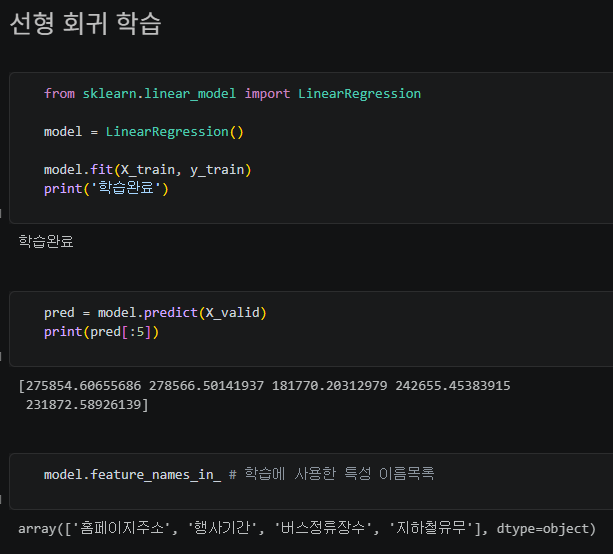 선형 회귀 학습
from sklearn.linear_model import LinearRegression
model = LinearRegression()
model.fit(X_train, y_train)
print('학습완료')
학습완료
pred = model.predict(X_valid)
print(pred[:5])
[275854.60655686 278566.50141937 181770.20312979 242655.45383915
231872.58926139]
model.feature_names_in_ # 학습에 사용한 특성 이름목록
array(['홈페이지주소', '행사기간', '버스정류장수', '지하철유무'], dtype=object)